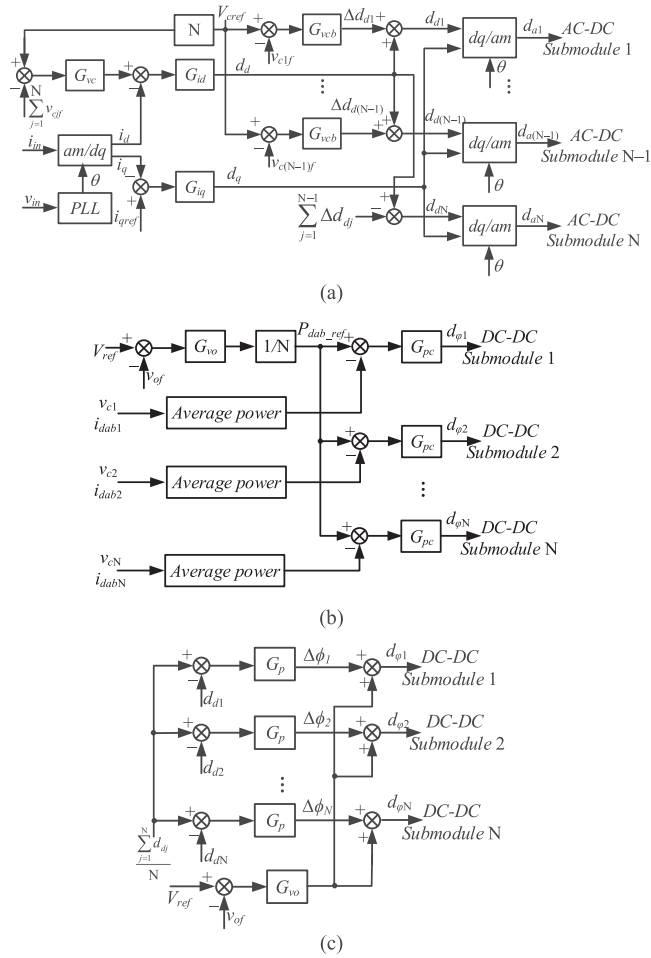 N V_cref + G_vcb Δd_d1 + d_d1 dq/am d_a1 AC-DC Submodule 1
− v_c1f + θ
+ G_vc + G_id d_d ⋮ ⋮
− − Δd_d(N−1) d_d(N−1) d_a(N−1) AC-DC
∑_{j=1}^{N} v_cjf i_d + G_vcb + + dq/am Submodule N−1
i_in am/dq − v_c(N−1)f θ
i_q −
θ G_iq d_q
v_in PLL + i_qref ∑_{j=1}^{N−1} Δd_dj − + d_dN dq/am d_aN AC-DC Submodule N
θ
(a)
V_ref + G_vo 1/N P_dab_ref + G_pc d_φ1 DC-DC
− v_of − Submodule 1
v_c1
i_dab1 Average power
+ G_pc d_φ2 DC-DC
v_c2 − Submodule 2
i_dab2 Average power
⋮
+ G_pc d_φN DC-DC
v_cN − Submodule N
i_dabN Average power
(b)
+ G_p Δϕ_1 + d_φ1 DC-DC
− d_d1 + Submodule 1
+ G_p Δϕ_2 + d_φ2 DC-DC
− d_d2 + Submodule 2
⋮
+ G_p Δϕ_N + d_φN DC-DC
− d_dN + Submodule N
∑_{j=1}^{N} d_dj
N
V_ref + G_vo
− v_of
(c)